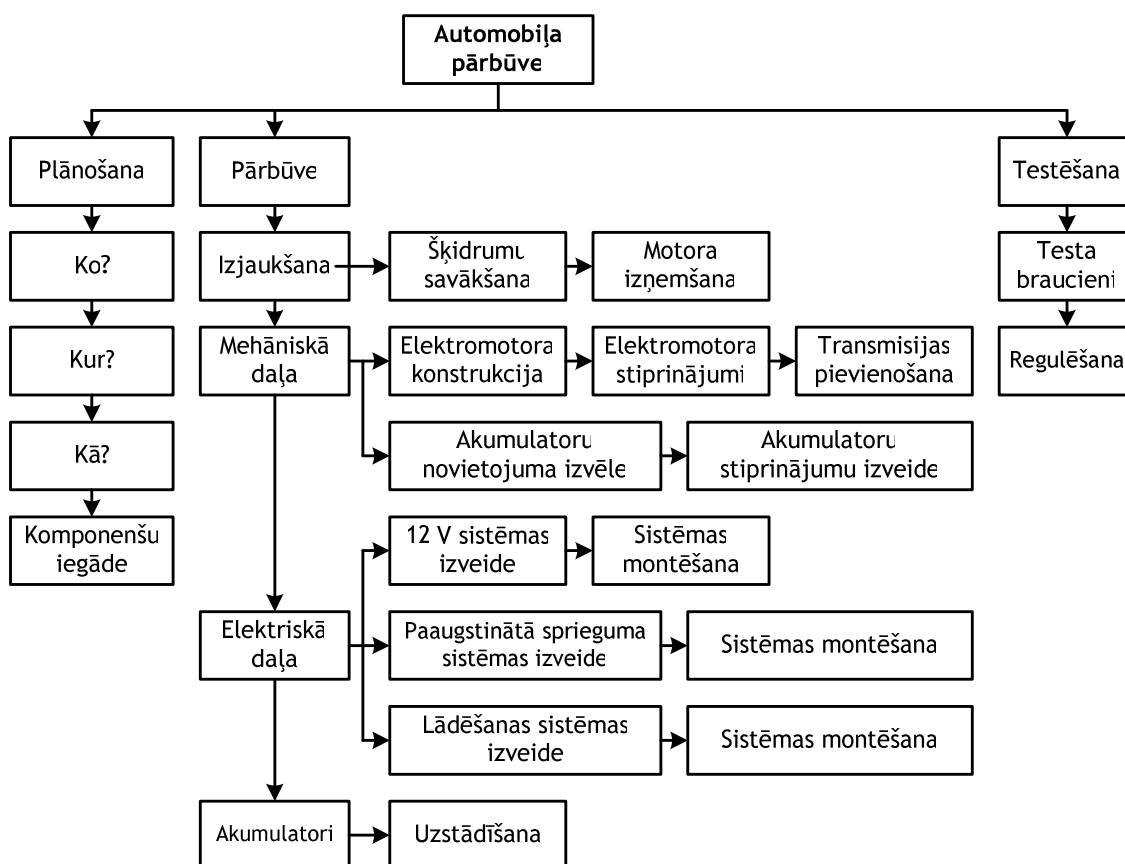 Automobiļa
pārbūve
Plānošana
Pārbūve
Testēšana
Ko?
Izjaukšana
Šķidrumu
savākšana
Motora
izņemšana
Testa
braucieni
Kur?
Mehāniskā
daļa
Elektromotora
konstrukcija
Elektromotora
stiprinājumi
Transmisijas
pievienošana
Regulēšana
Kā?
Akumulatoru
novietojuma izvēle
Akumulatoru
stiprinājumu izveide
Komponenšu
iegāde
12 V sistēmas
izveide
Sistēmas
montēšana
Elektriskā
daļa
Paaugstinātā sprieguma
sistēmas izveide
Sistēmas montēšana
Lādēšanas sistēmas
izveide
Sistēmas montēšana
Akumulatori
Uzstādīšana